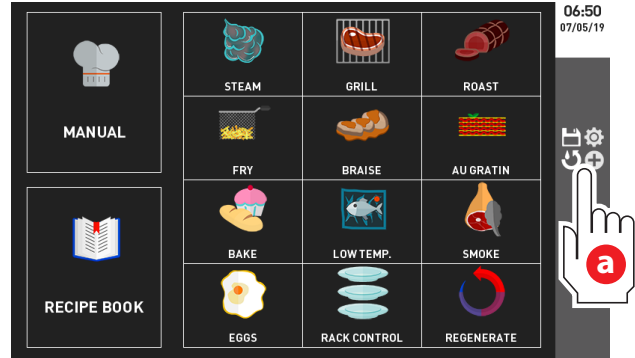 06:50
07/05/19
MANUAL
RECIPE BOOK
STEAM
GRILL
ROAST
FRY
BRAISE
AU GRATIN
BAKE
LOW TEMP.
SMOKE
EGGS
RACK CONTROL
REGENERATE
a